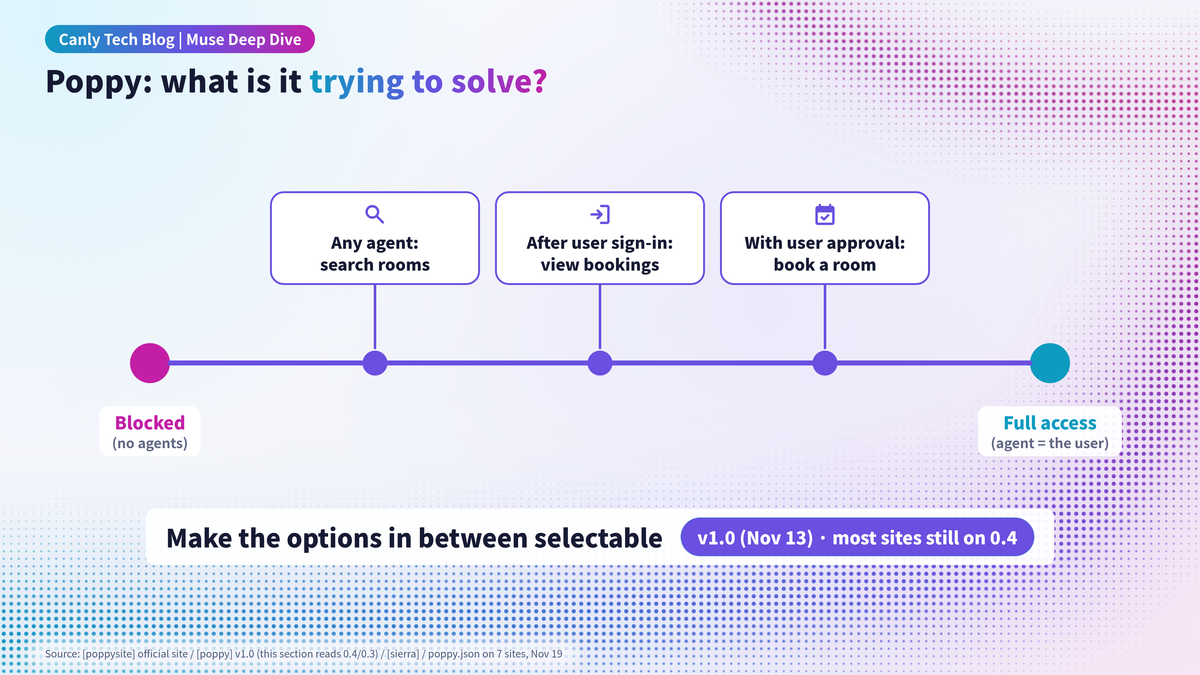 Canly Tech Blog | Muse Deep Dive
Poppy: what is it trying to solve?
Any agent:
search rooms
After user sign-in:
view bookings
With user approval:
book a room
Blocked
(no agents)
Full access
(agent = the user)
Make the options in between selectable
v1.0 (Nov 13) · most sites still on 0.4
Source: [poppysite] official site / [poppy] v1.0 (this section reads 0.4/0.3) / [sierra] / poppy.json on 7 sites, Nov 19